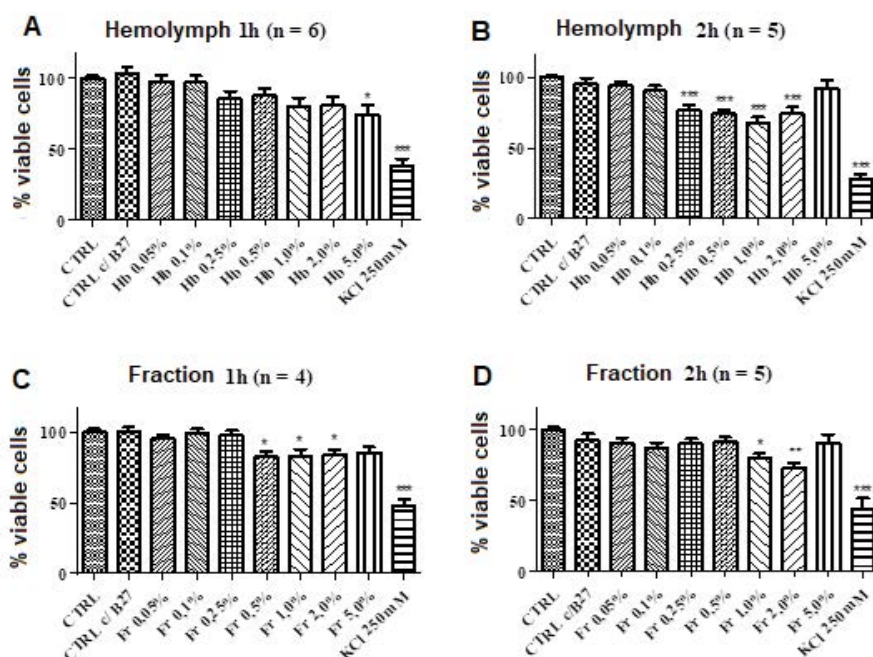 A
Hemolymph 1h (n = 6)
% viable cells
100
50
0
*
***
CTRL
CTRL c/ B27
Hb 0,05%
Hb 0,1%
Hb 0,25%
Hb 0,5%
Hb 1,0%
Hb 2,0%
Hb 5,0%
KCl 250mM
B
Hemolymph 2h (n = 5)
% viable cells
100
50
0
***
***
***
***
***
CTRL
CTRL c/ B27
Hb 0,05%
Hb 0,1%
Hb 0,25%
Hb 0,5%
Hb 1,0%
Hb 2,0%
Hb 5,0%
KCl 250mM
C
Fraction 1h (n = 4)
% viable cells
100
50
0
*
*
*
***
CTRL
CTRL c/ B27
Fr 0,05%
Fr 0,1%
Fr 0,25%
Fr 0,5%
Fr 1,0%
Fr 2,0%
Fr 5,0%
KCl 250mM
D
Fraction 2h (n = 5)
% viable cells
100
50
0
*
**
***
CTRL
CTRL c/B27
Fr 0,05%
Fr 0,1%
Fr 0,25%
Fr 0,5%
Fr 1,0%
Fr 2,0%
Fr 5,0%
KCl 250mM